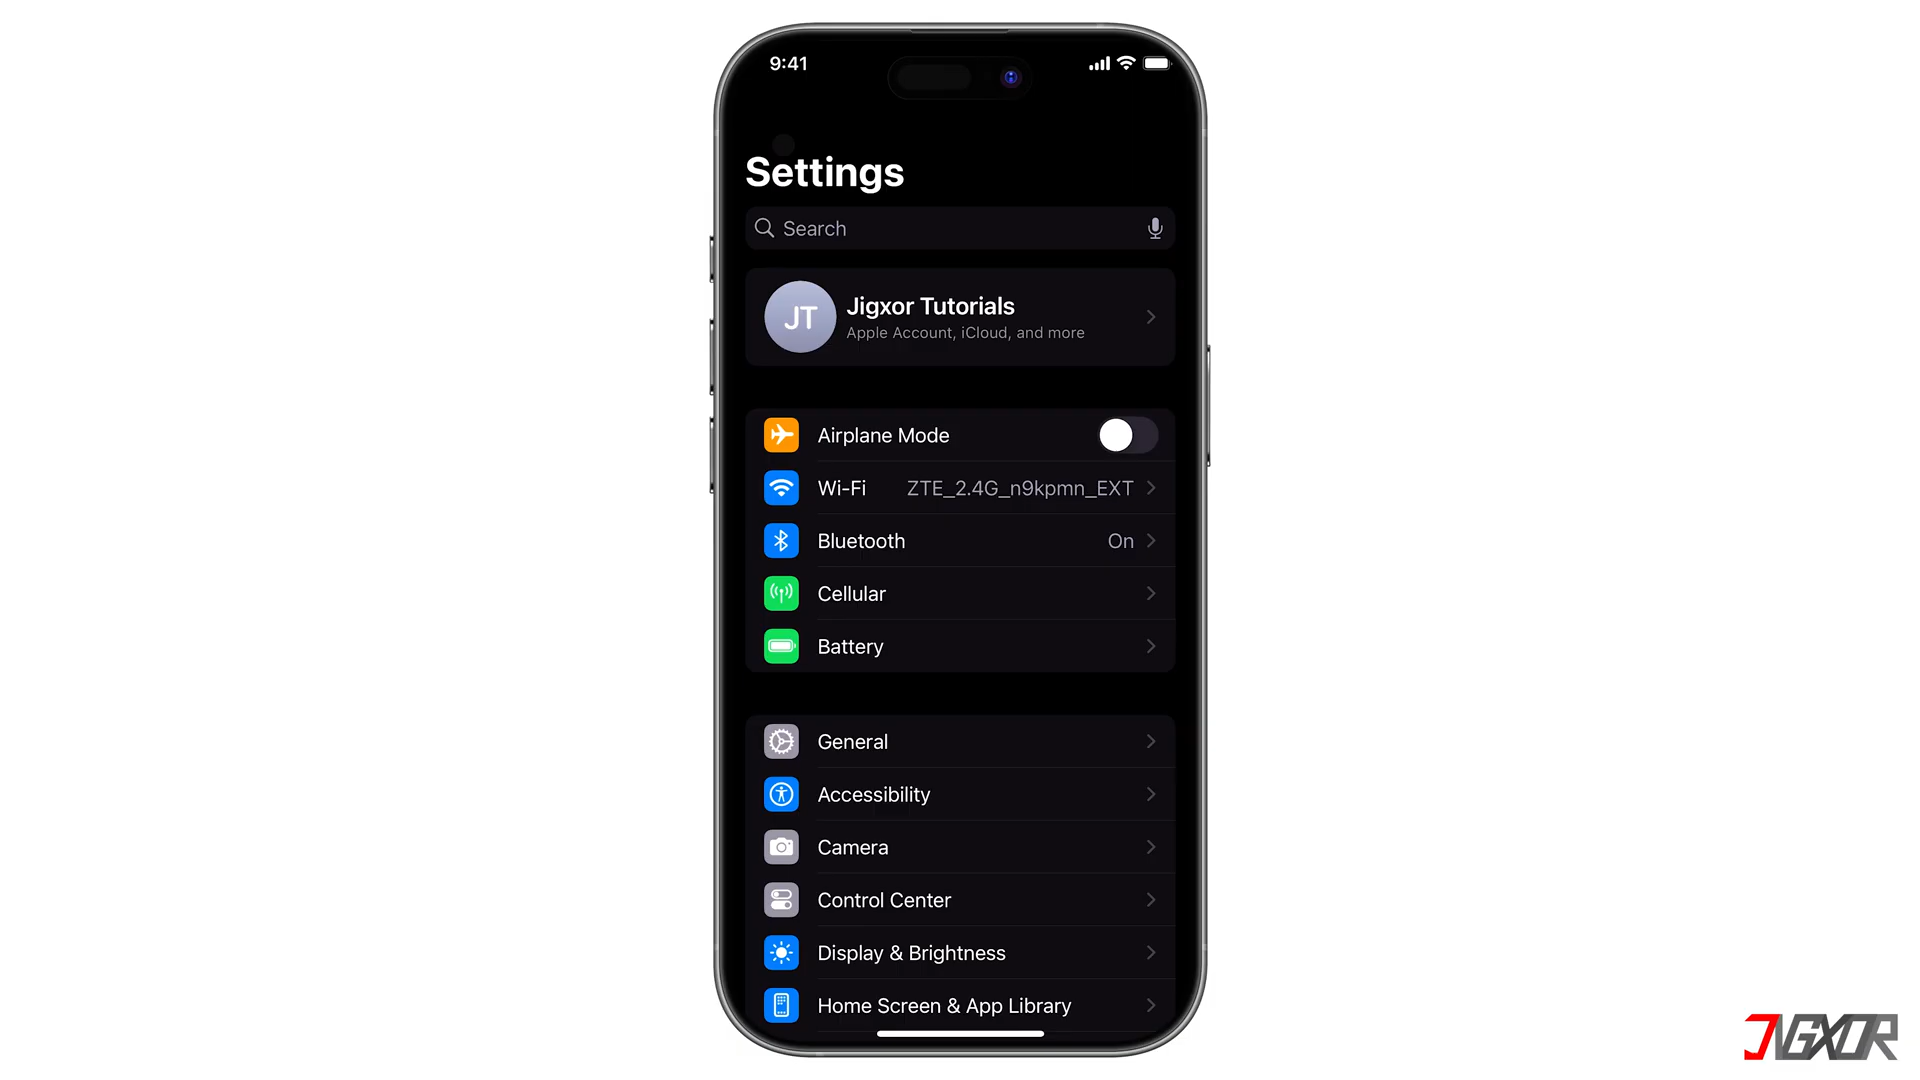 9:41
Settings
Search
JT
Jigxor Tutorials
Apple Account, iCloud, and more
Airplane Mode
Wi-Fi ZTE_2.4G_n9kpmn_EXT
Bluetooth On
Cellular
Battery
General
Accessibility
Camera
Control Center
Display & Brightness
Home Screen & App Library
JIGXOR